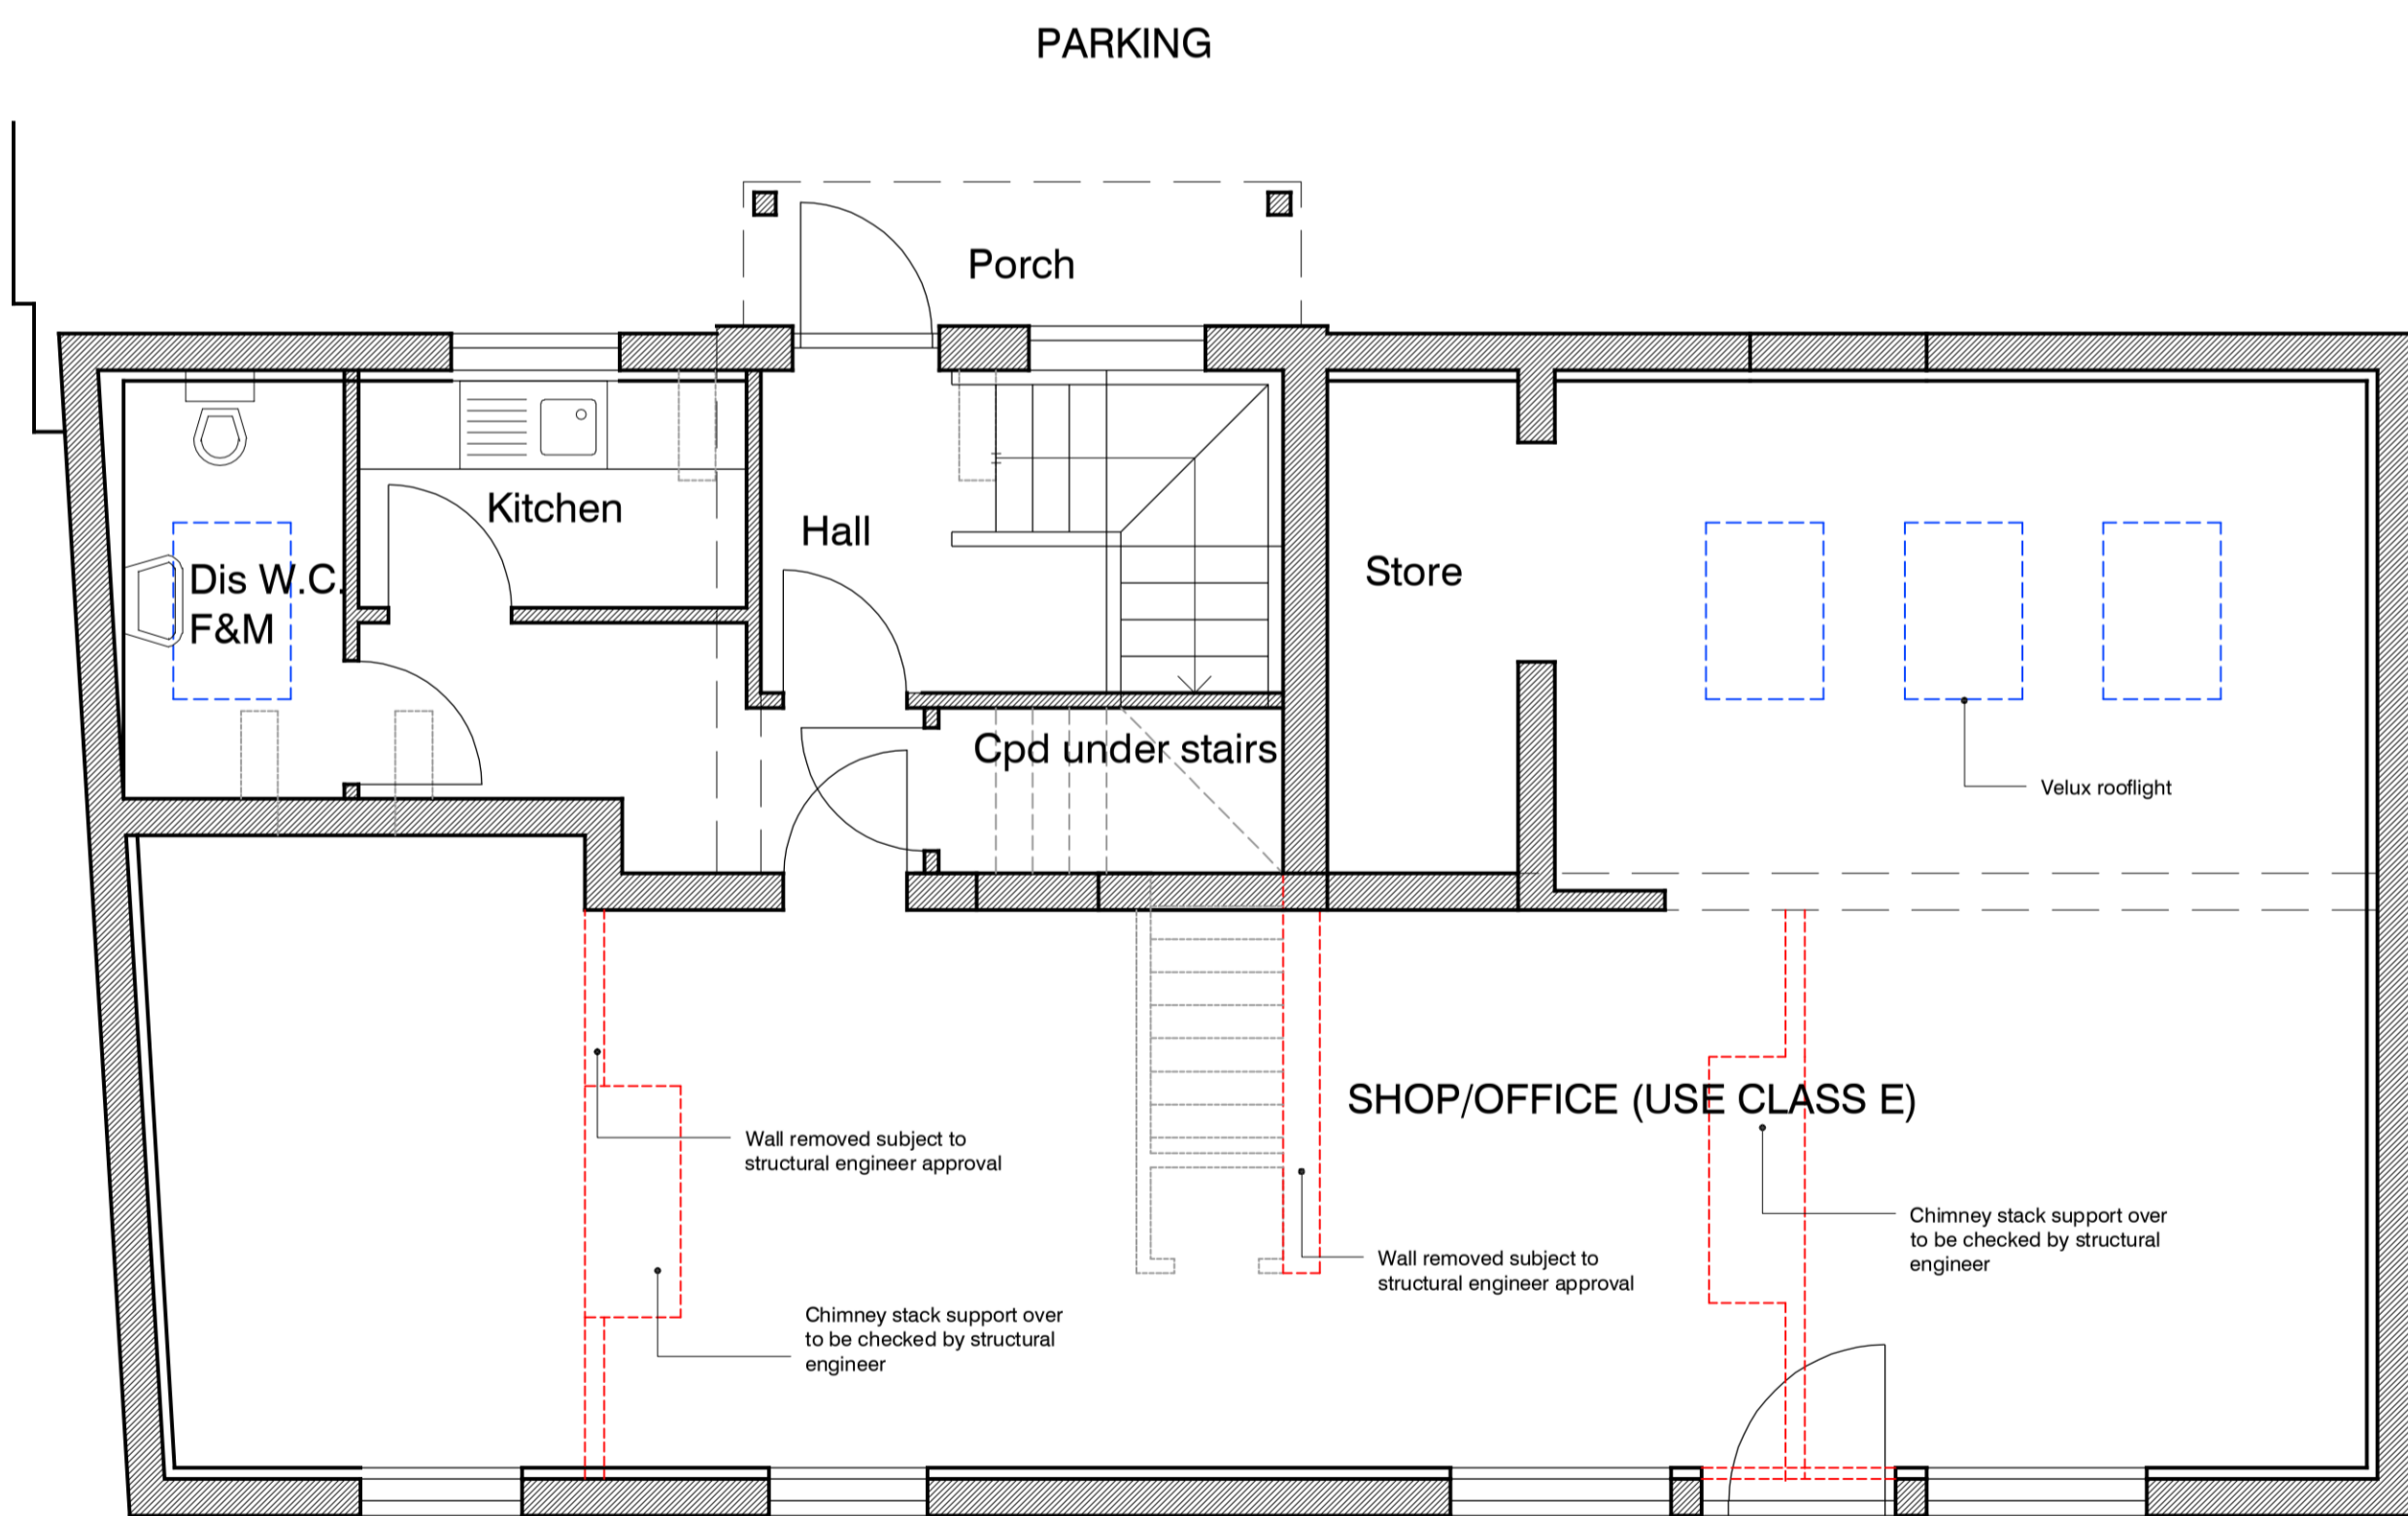 PARKING
Porch
Kitchen
Hall
Dis W.C.
F&M
Store
Cpd under stairs
Velux rooflight
SHOP/OFFICE (USE CLASS E)
Wall removed subject to
structural engineer approval
Chimney stack support over
to be checked by structural
engineer
Wall removed subject to
structural engineer approval
Chimney stack support over
to be checked by structural
engineer